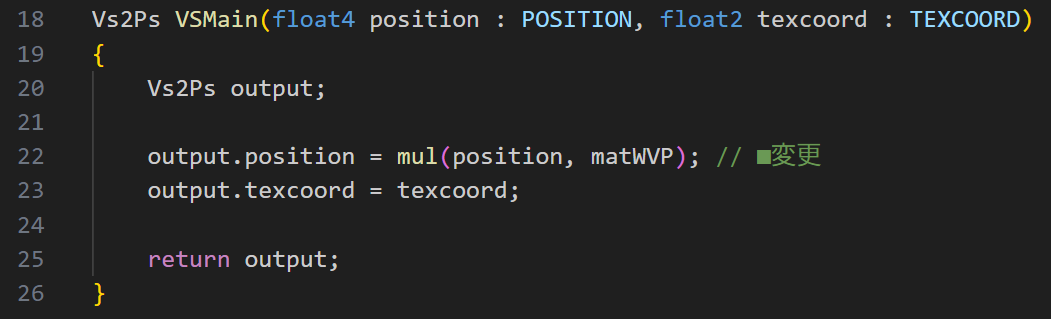 18 Vs2Ps VSMain(float4 position : POSITION, float2 texcoord : TEXCOORD)
19 {
20     Vs2Ps output;
21
22     output.position = mul(position, matWVP); // ■変更
23     output.texcoord = texcoord;
24
25     return output;
26 }